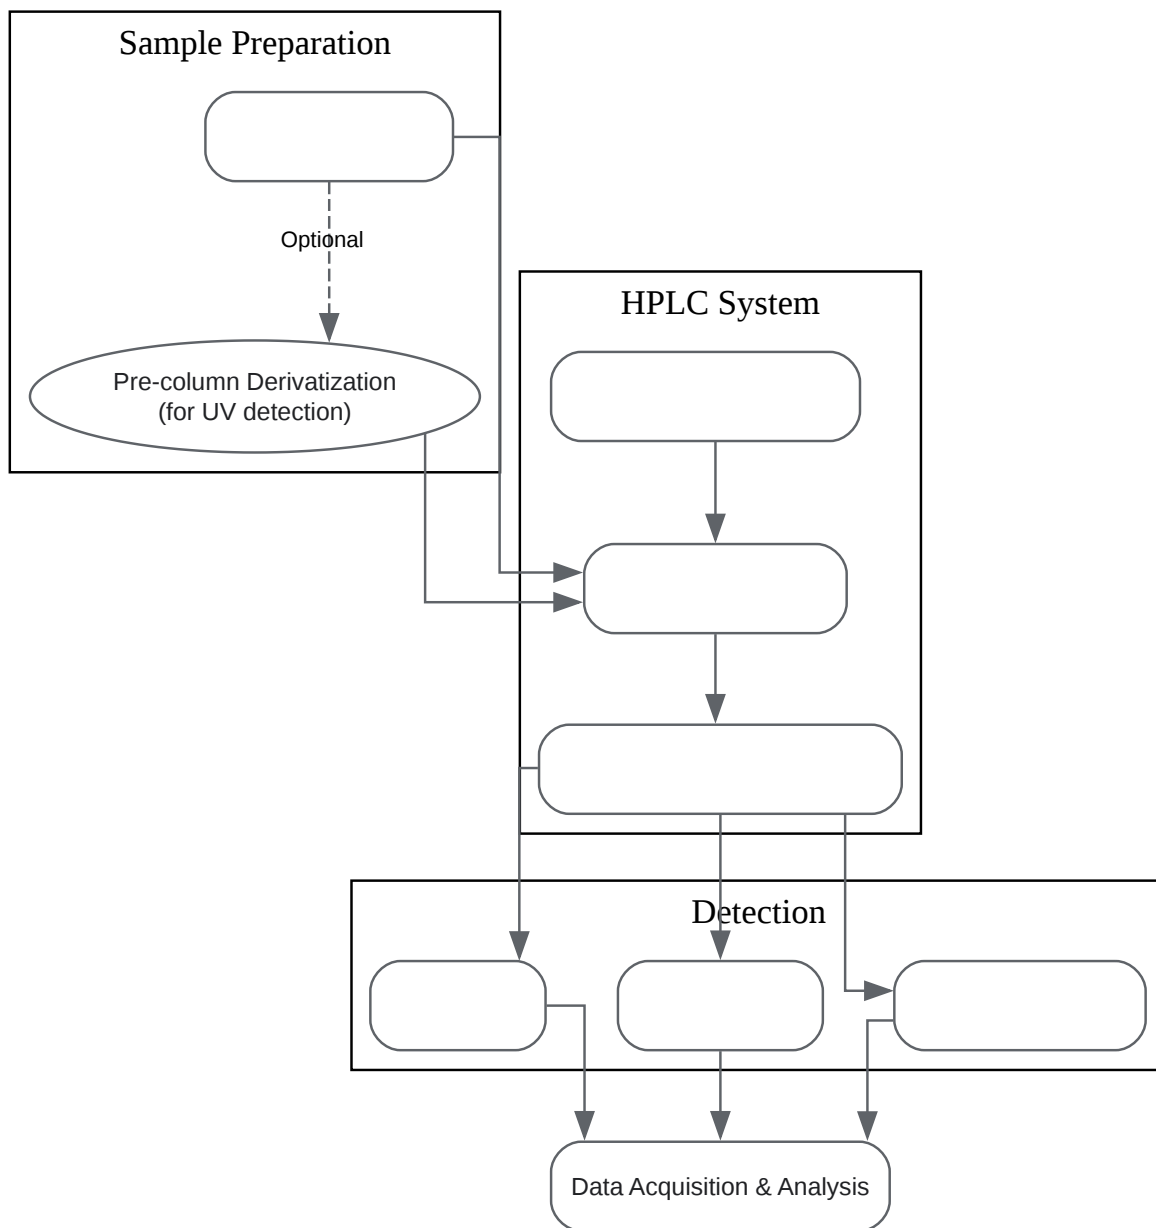 Sample Preparation
Optional
Pre-column Derivatization
(for UV detection)
HPLC System
Detection
Data Acquisition & Analysis